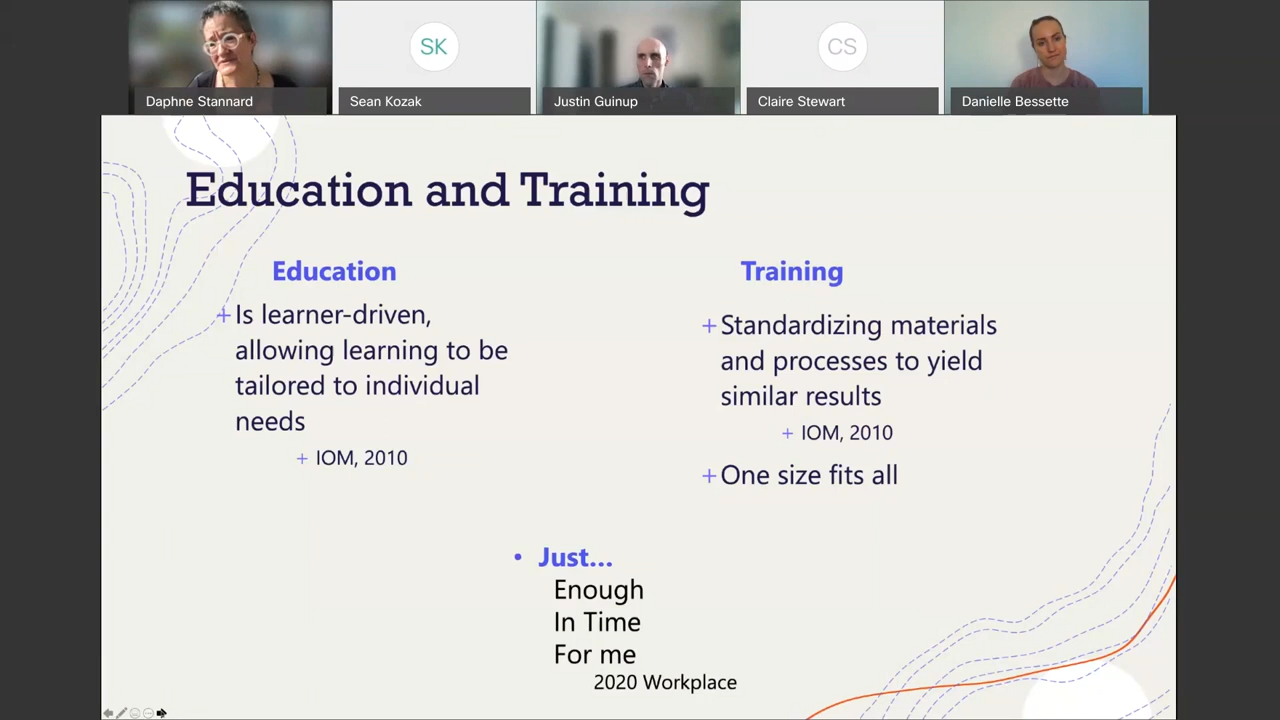 SK
CS
Daphne Stannard
Sean Kozak
Justin Guinup
Claire Stewart
Danielle Bessette
Education and Training
Education
+ Is learner-driven,
allowing learning to be
tailored to individual
needs
+ IOM, 2010
Training
+ Standardizing materials
and processes to yield
similar results
+ IOM, 2010
+ One size fits all
• Just...
Enough
In Time
For me
2020 Workplace